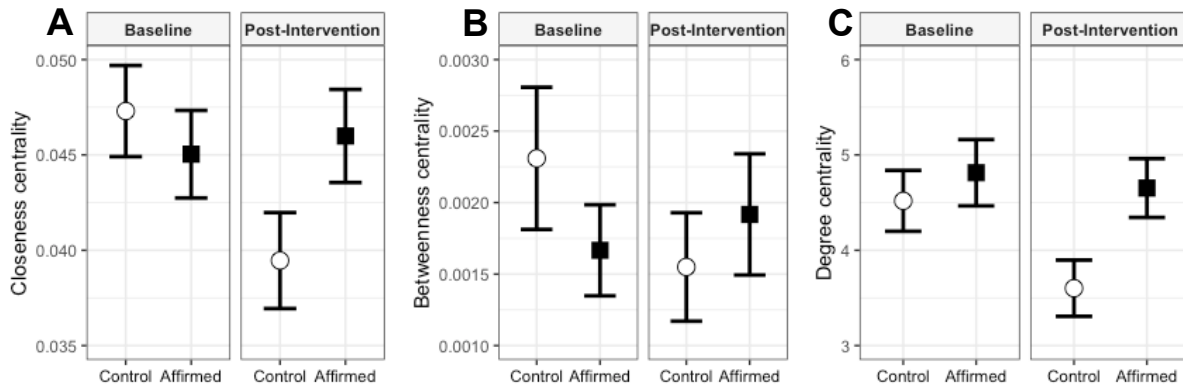 A
Baseline
Post-Intervention
Closeness centrality
0.050
0.045
0.040
0.035
Control Affirmed
Control Affirmed
B
Baseline
Post-Intervention
Betweenness centrality
0.0030
0.0025
0.0020
0.0015
0.0010
Control Affirmed
Control Affirmed
C
Baseline
Post-Intervention
Degree centrality
6
5
4
3
Control Affirmed
Control Affirmed